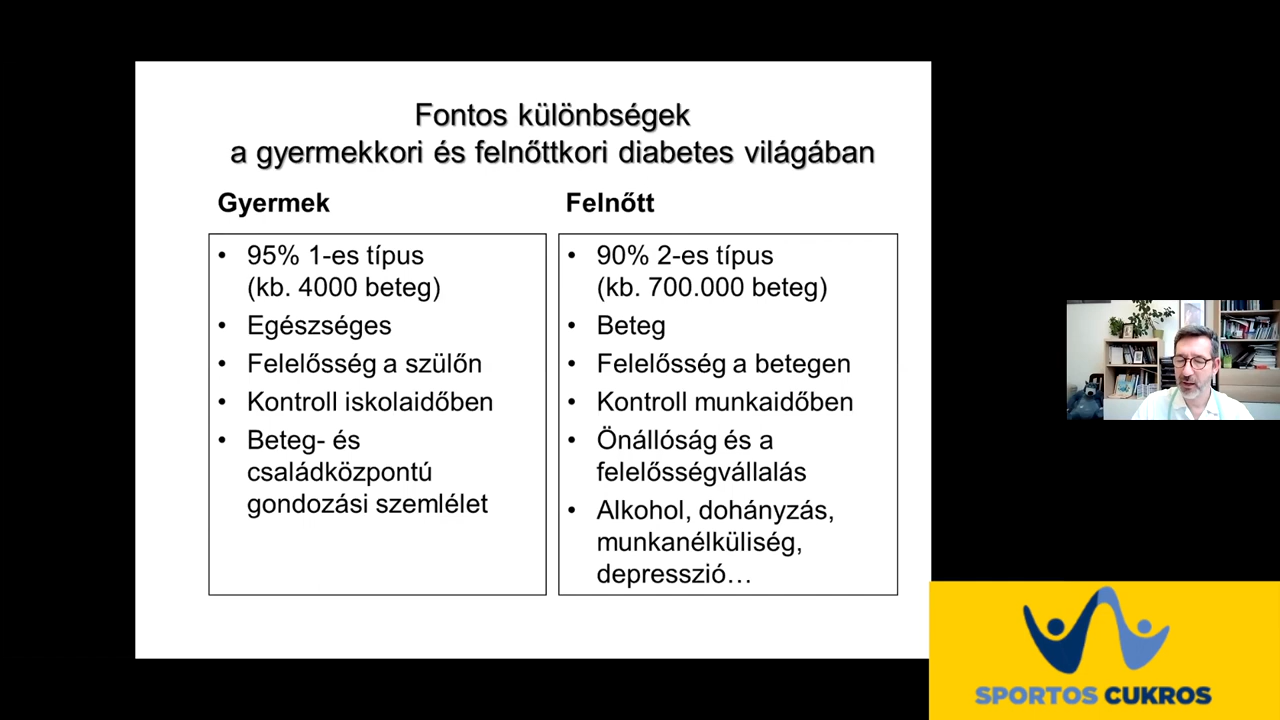 Fontos különbségek
a gyermekkori és felnőttkori diabetes világában
Gyermek
• 95% 1-es típus
(kb. 4000 beteg)
• Egészséges
• Felelősség a szülőn
• Kontroll iskolaidőben
• Beteg- és
családközpontú
gondozási szemlélet
Felnőtt
• 90% 2-es típus
(kb. 700.000 beteg)
• Beteg
• Felelősség a betegen
• Kontroll munkaidőben
• Önállóság és a
felelősségvállalás
• Alkohol, dohányzás,
munkanélküliség,
depresszió…
SPORTOS CUKROS